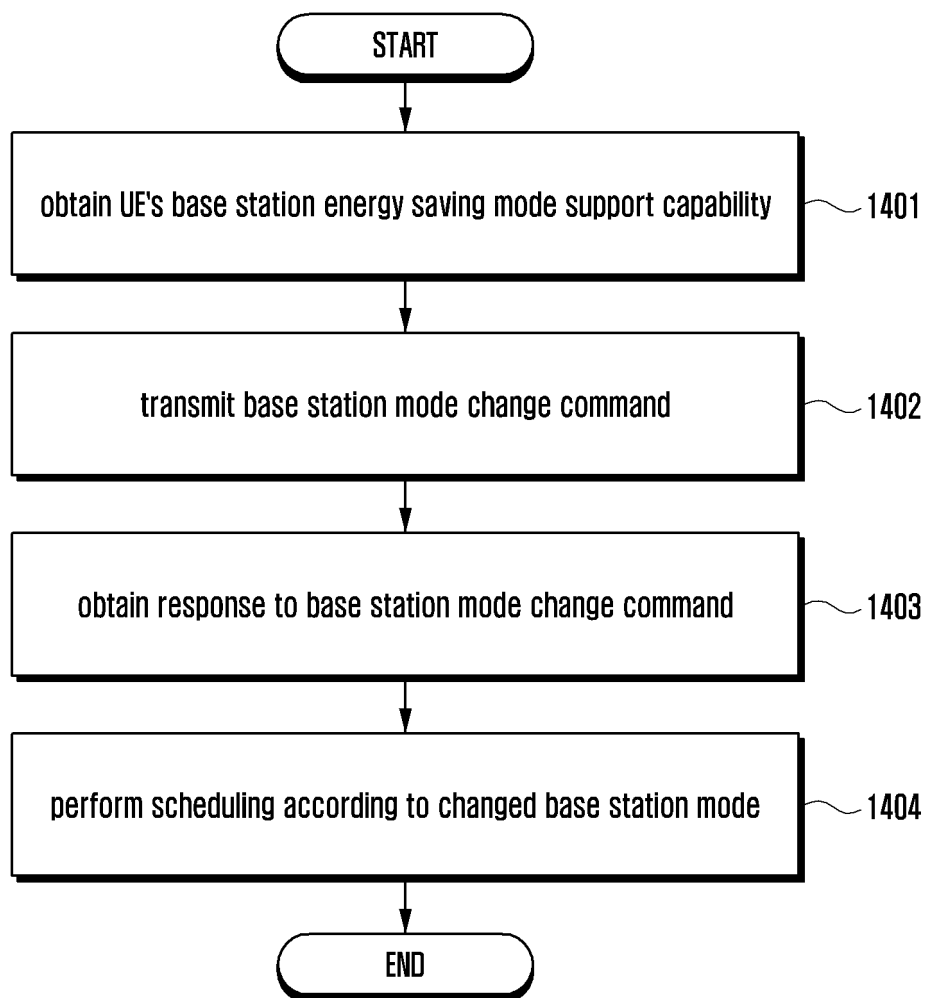 START
obtain UE's base station energy saving mode support capability
1401
transmit base station mode change command
1402
obtain response to base station mode change command
1403
perform scheduling according to changed base station mode
1404
END